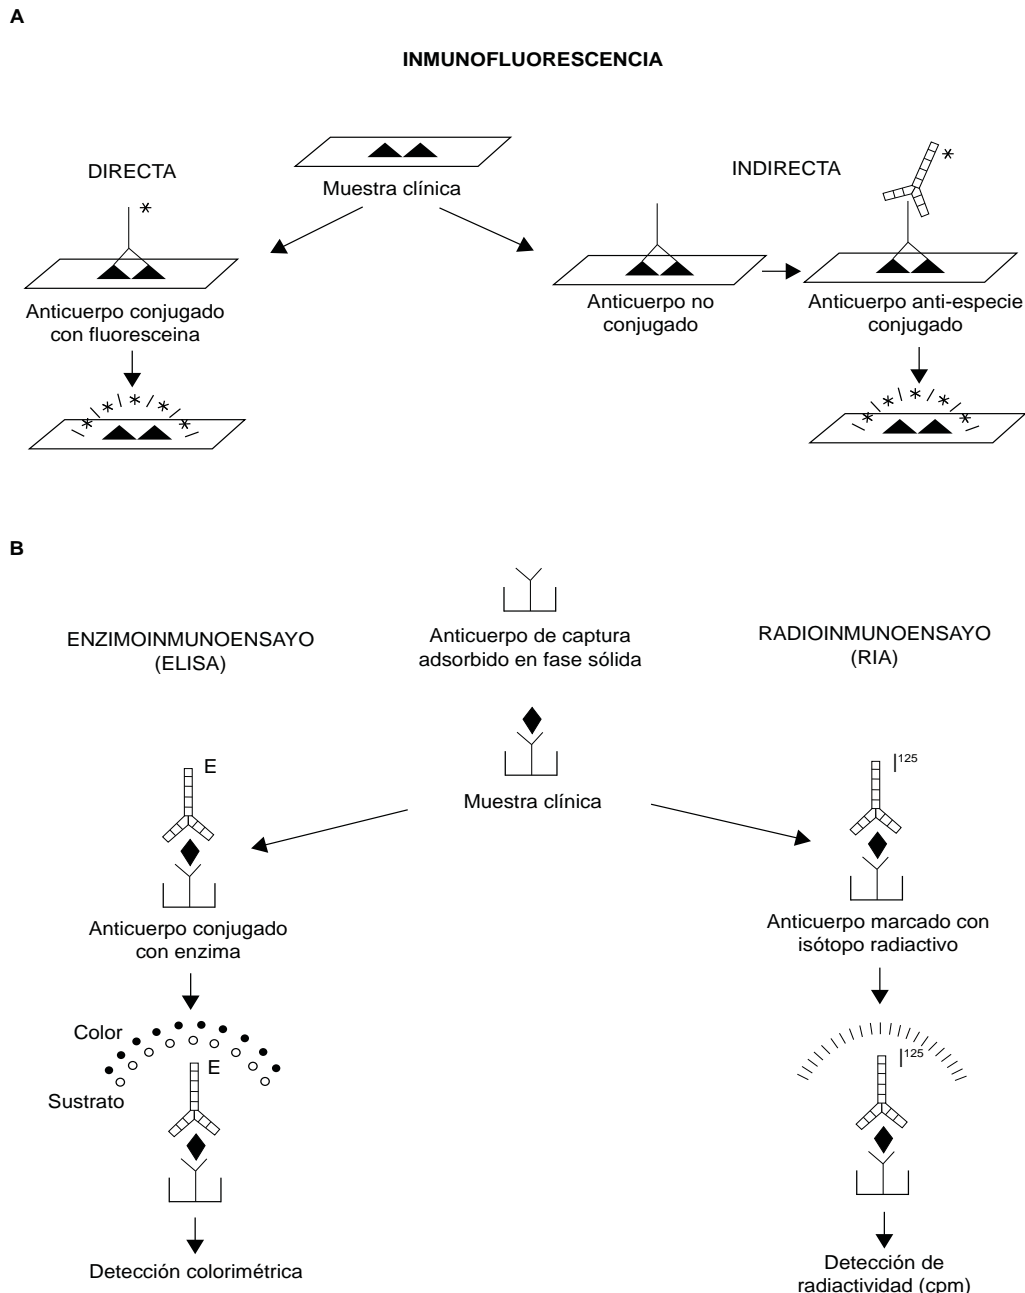 A
INMUNOFLUORESCENCIA
DIRECTA
Muestra clínica
INDIRECTA
Anticuerpo conjugado
con fluoresceina
Anticuerpo no
conjugado
Anticuerpo anti-especie
conjugado
B
ENZIMOINMUNOENSAYO
(ELISA)
Anticuerpo de captura
adsorbido en fase sólida
RADIOINMUNOENSAYO
(RIA)
Muestra clínica
E
I125
Anticuerpo conjugado
con enzima
Anticuerpo marcado con
isótopo radiactivo
Color
Sustrato
E
I125
Detección colorimétrica
Detección de
radiactividad (cpm)